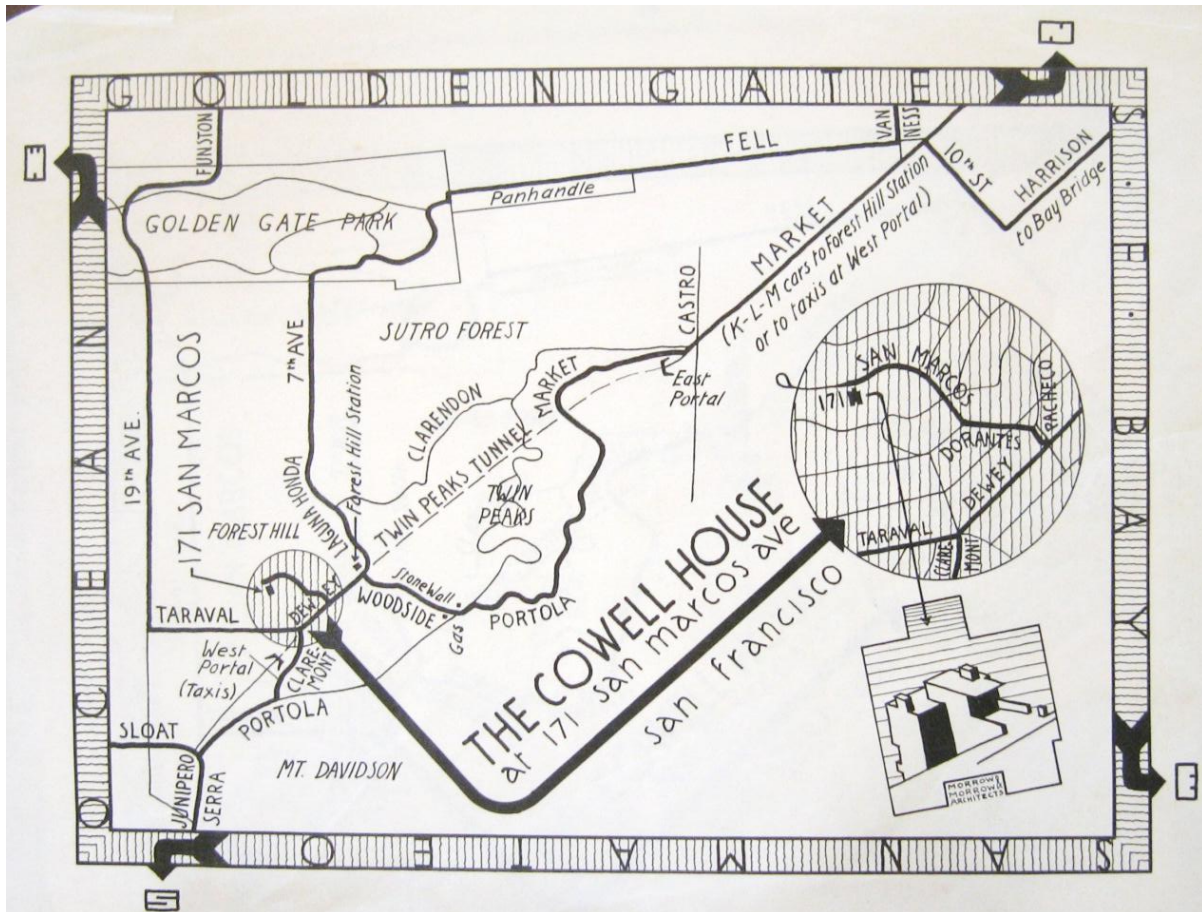 GOLDEN GATE
S.F. BAY
SAN MATEO
OCEAN
FUNSTON
GOLDEN GATE PARK
Panhandle
FELL
VAN
NESS
10th ST
HARRISON
to Bay Bridge
MARKET
(K-L-M cars to Forest Hill Station
or to taxis at West Portal)
CASTRO
East
Portal
MARKET
SUTRO FOREST
CLARENDON
TWIN PEAKS TUNNEL
TWIN
PEAKS
7th AVE
19th AVE.
171 SAN MARCOS
Forest Hill Station
LAGUNA HONDA
FOREST HILL
DEWEY
TARAVAL
Stone Wall
WOODSIDE
Gas
PORTOLA
West
Portal
(Taxis)
CLARE-
MONT
PORTOLA
SLOAT
JUNIPERO
SERRA
MT. DAVIDSON
THE COWELL HOUSE
at 171 san marcos ave
san francisco
SAN MARCOS
171
PACHECO
DORANTES
DEWEY
TARAVAL
CLARE
MONT
MORROW &
MORROW
ARCHITECTS